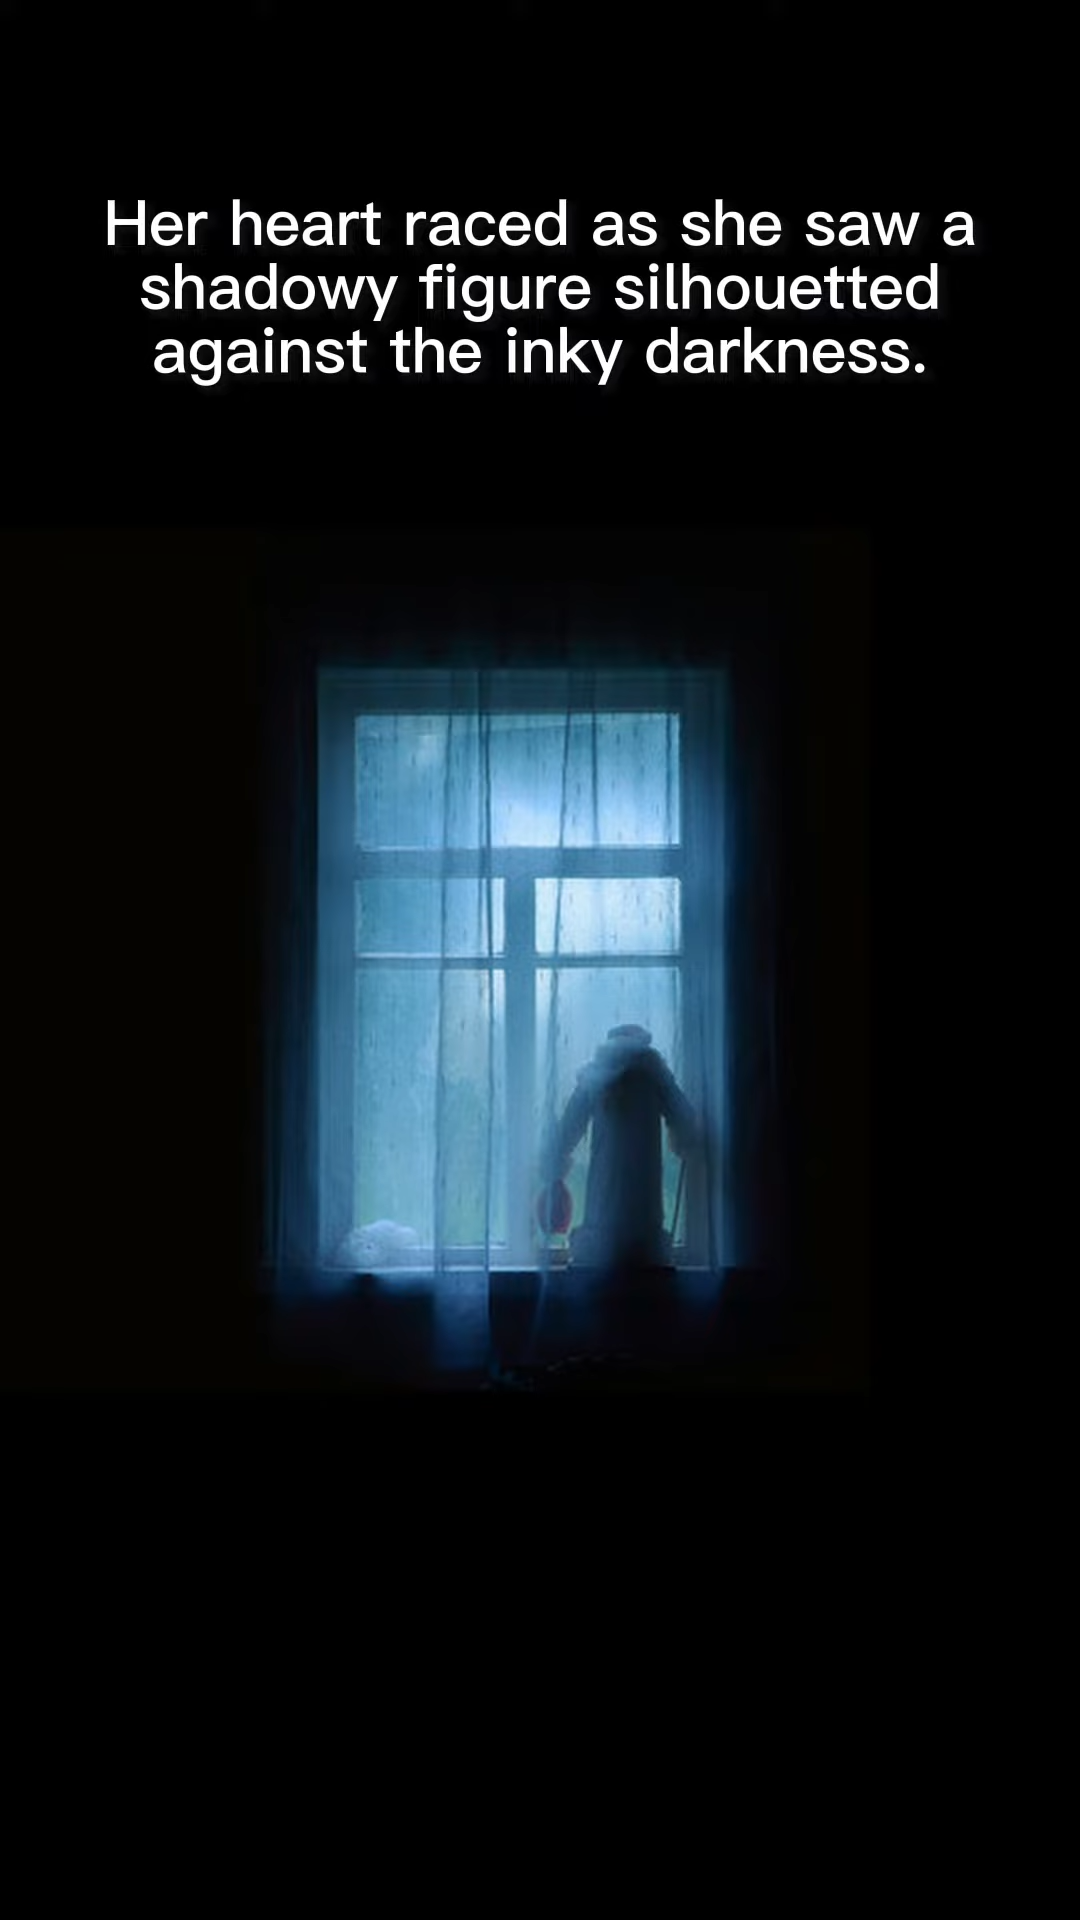 Her heart raced as she saw a
shadowy figure silhouetted
against the inky darkness.